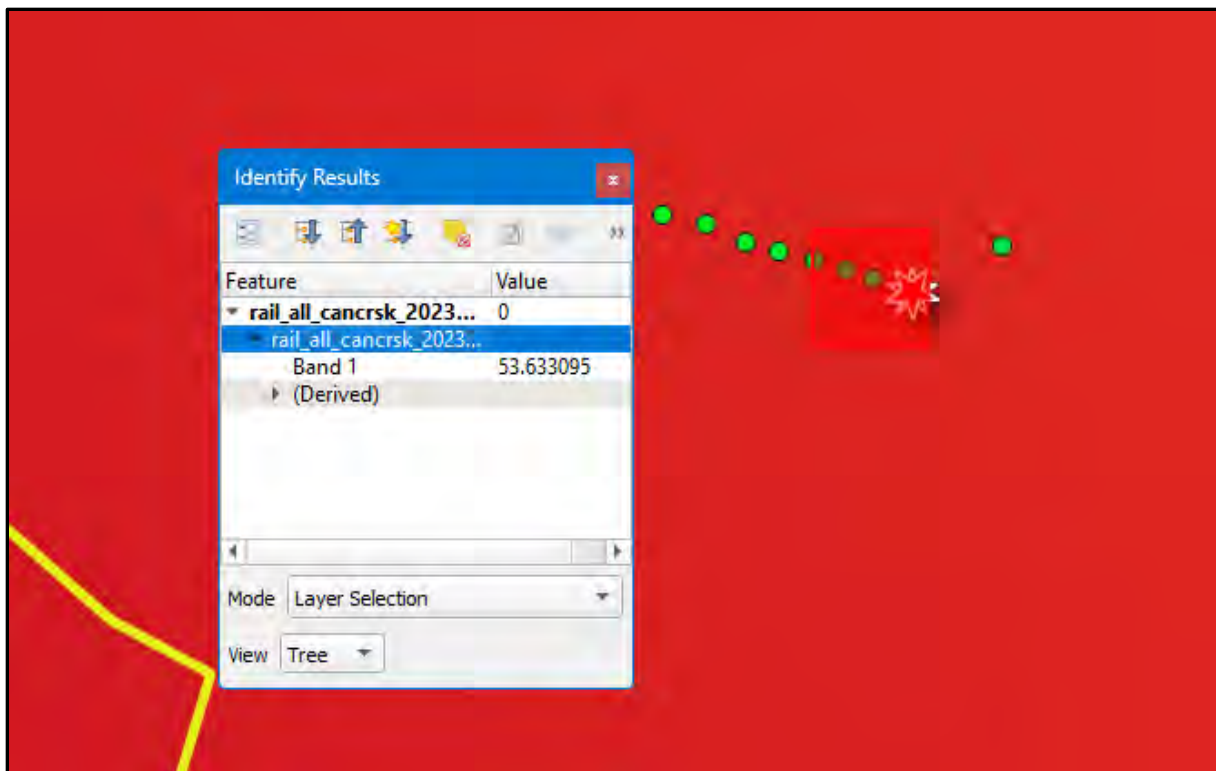 Identify Results
Feature Value
rail_all_cancrsk_2023... 0
rail_all_cancrsk_2023...
Band 1 53.633095
(Derived)
Mode Layer Selection
View Tree